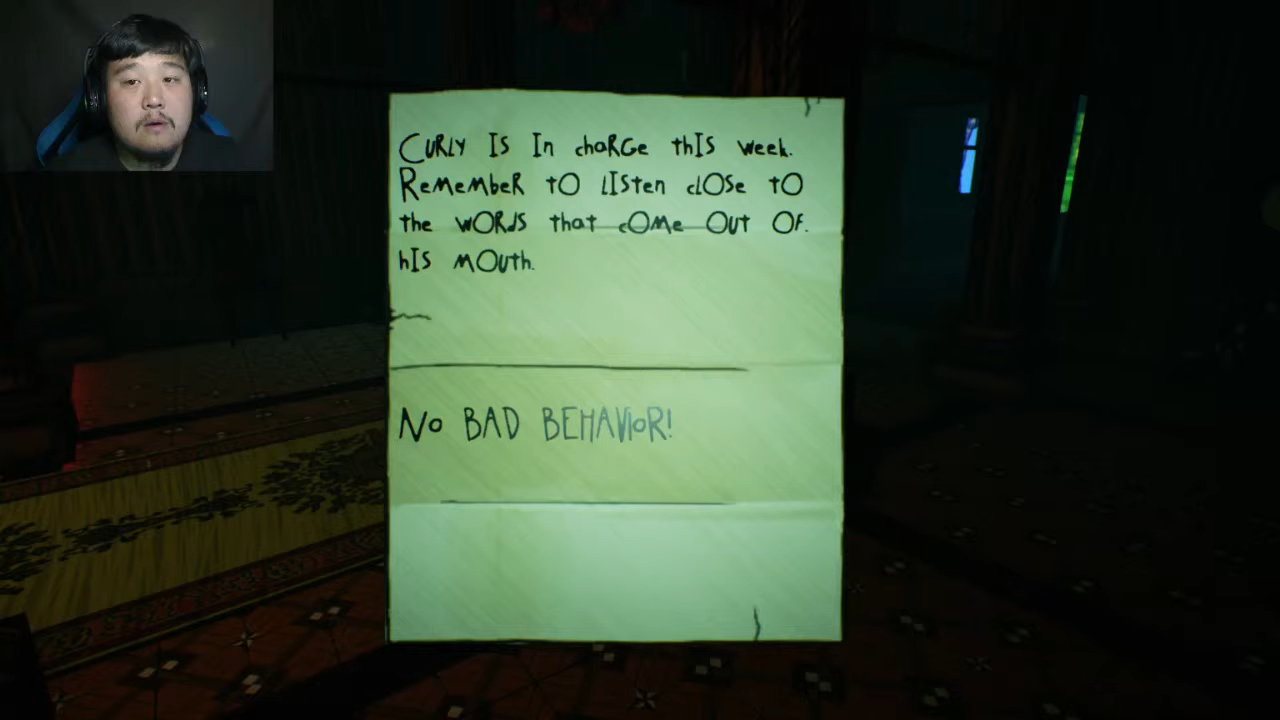 CURLY IS In chaRGe thIS week.
RemembeR tO LISten clOSe tO
the wORdS that cOMe OUt OF.
hIS mOUth.
No BAD BEHAVIoR!